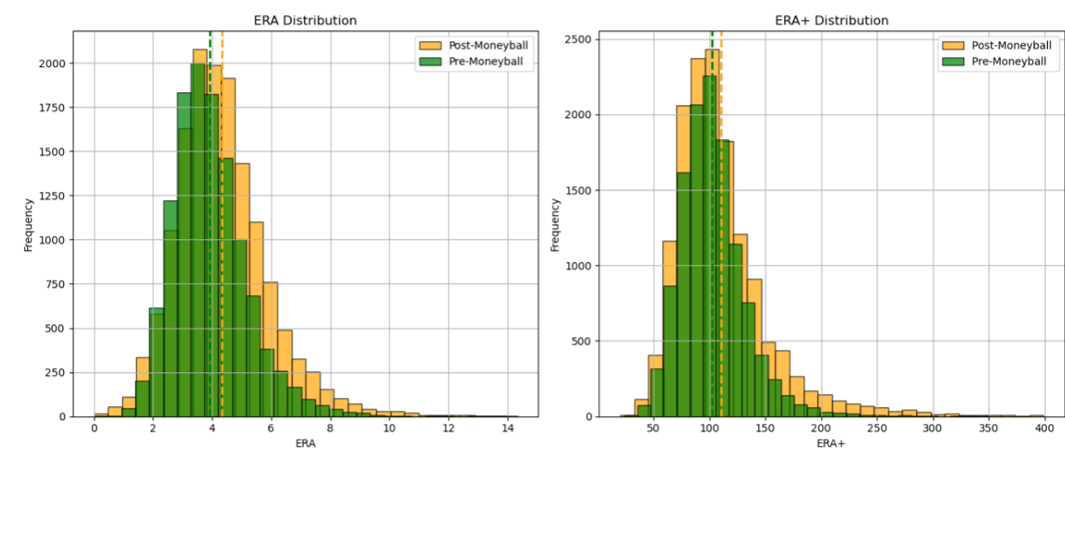 ERA Distribution
Post-Moneyball
Pre-Moneyball
Frequency
2000
1750
1500
1250
1000
750
500
250
0
0 2 4 6 8 10 12 14
ERA
ERA+ Distribution
Post-Moneyball
Pre-Moneyball
Frequency
2500
2000
1500
1000
500
0
50 100 150 200 250 300 350 400
ERA+